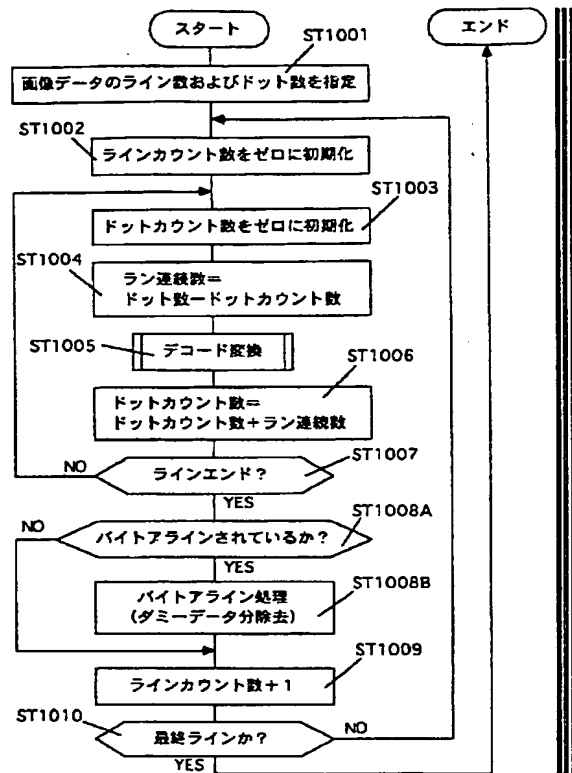 スタート
エンド
ST1001
画像データのライン数およびドット数を指定
ST1002
ラインカウント数をゼロに初期化
ST1003
ドットカウント数をゼロに初期化
ST1004
ラン連続数=
ドット数ードットカウント数
ST1005
デコード変換
ST1006
ドットカウント数=
ドットカウント数+ラン連続数
ST1007
NO
ラインエンド?
YES
ST1008A
NO
バイトアラインされているか?
YES
ST1008B
バイトアライン処理
(ダミーデータ分除去)
ST1009
ラインカウント数+1
ST1010
最終ラインか?
NO
YES